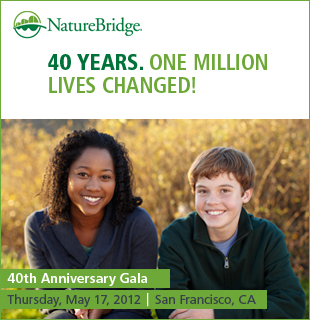 NatureBridge.
40 YEARS. ONE MILLION
LIVES CHANGED!
40th Anniversary Gala
Thursday, May 17, 2012 | San Francisco, CA